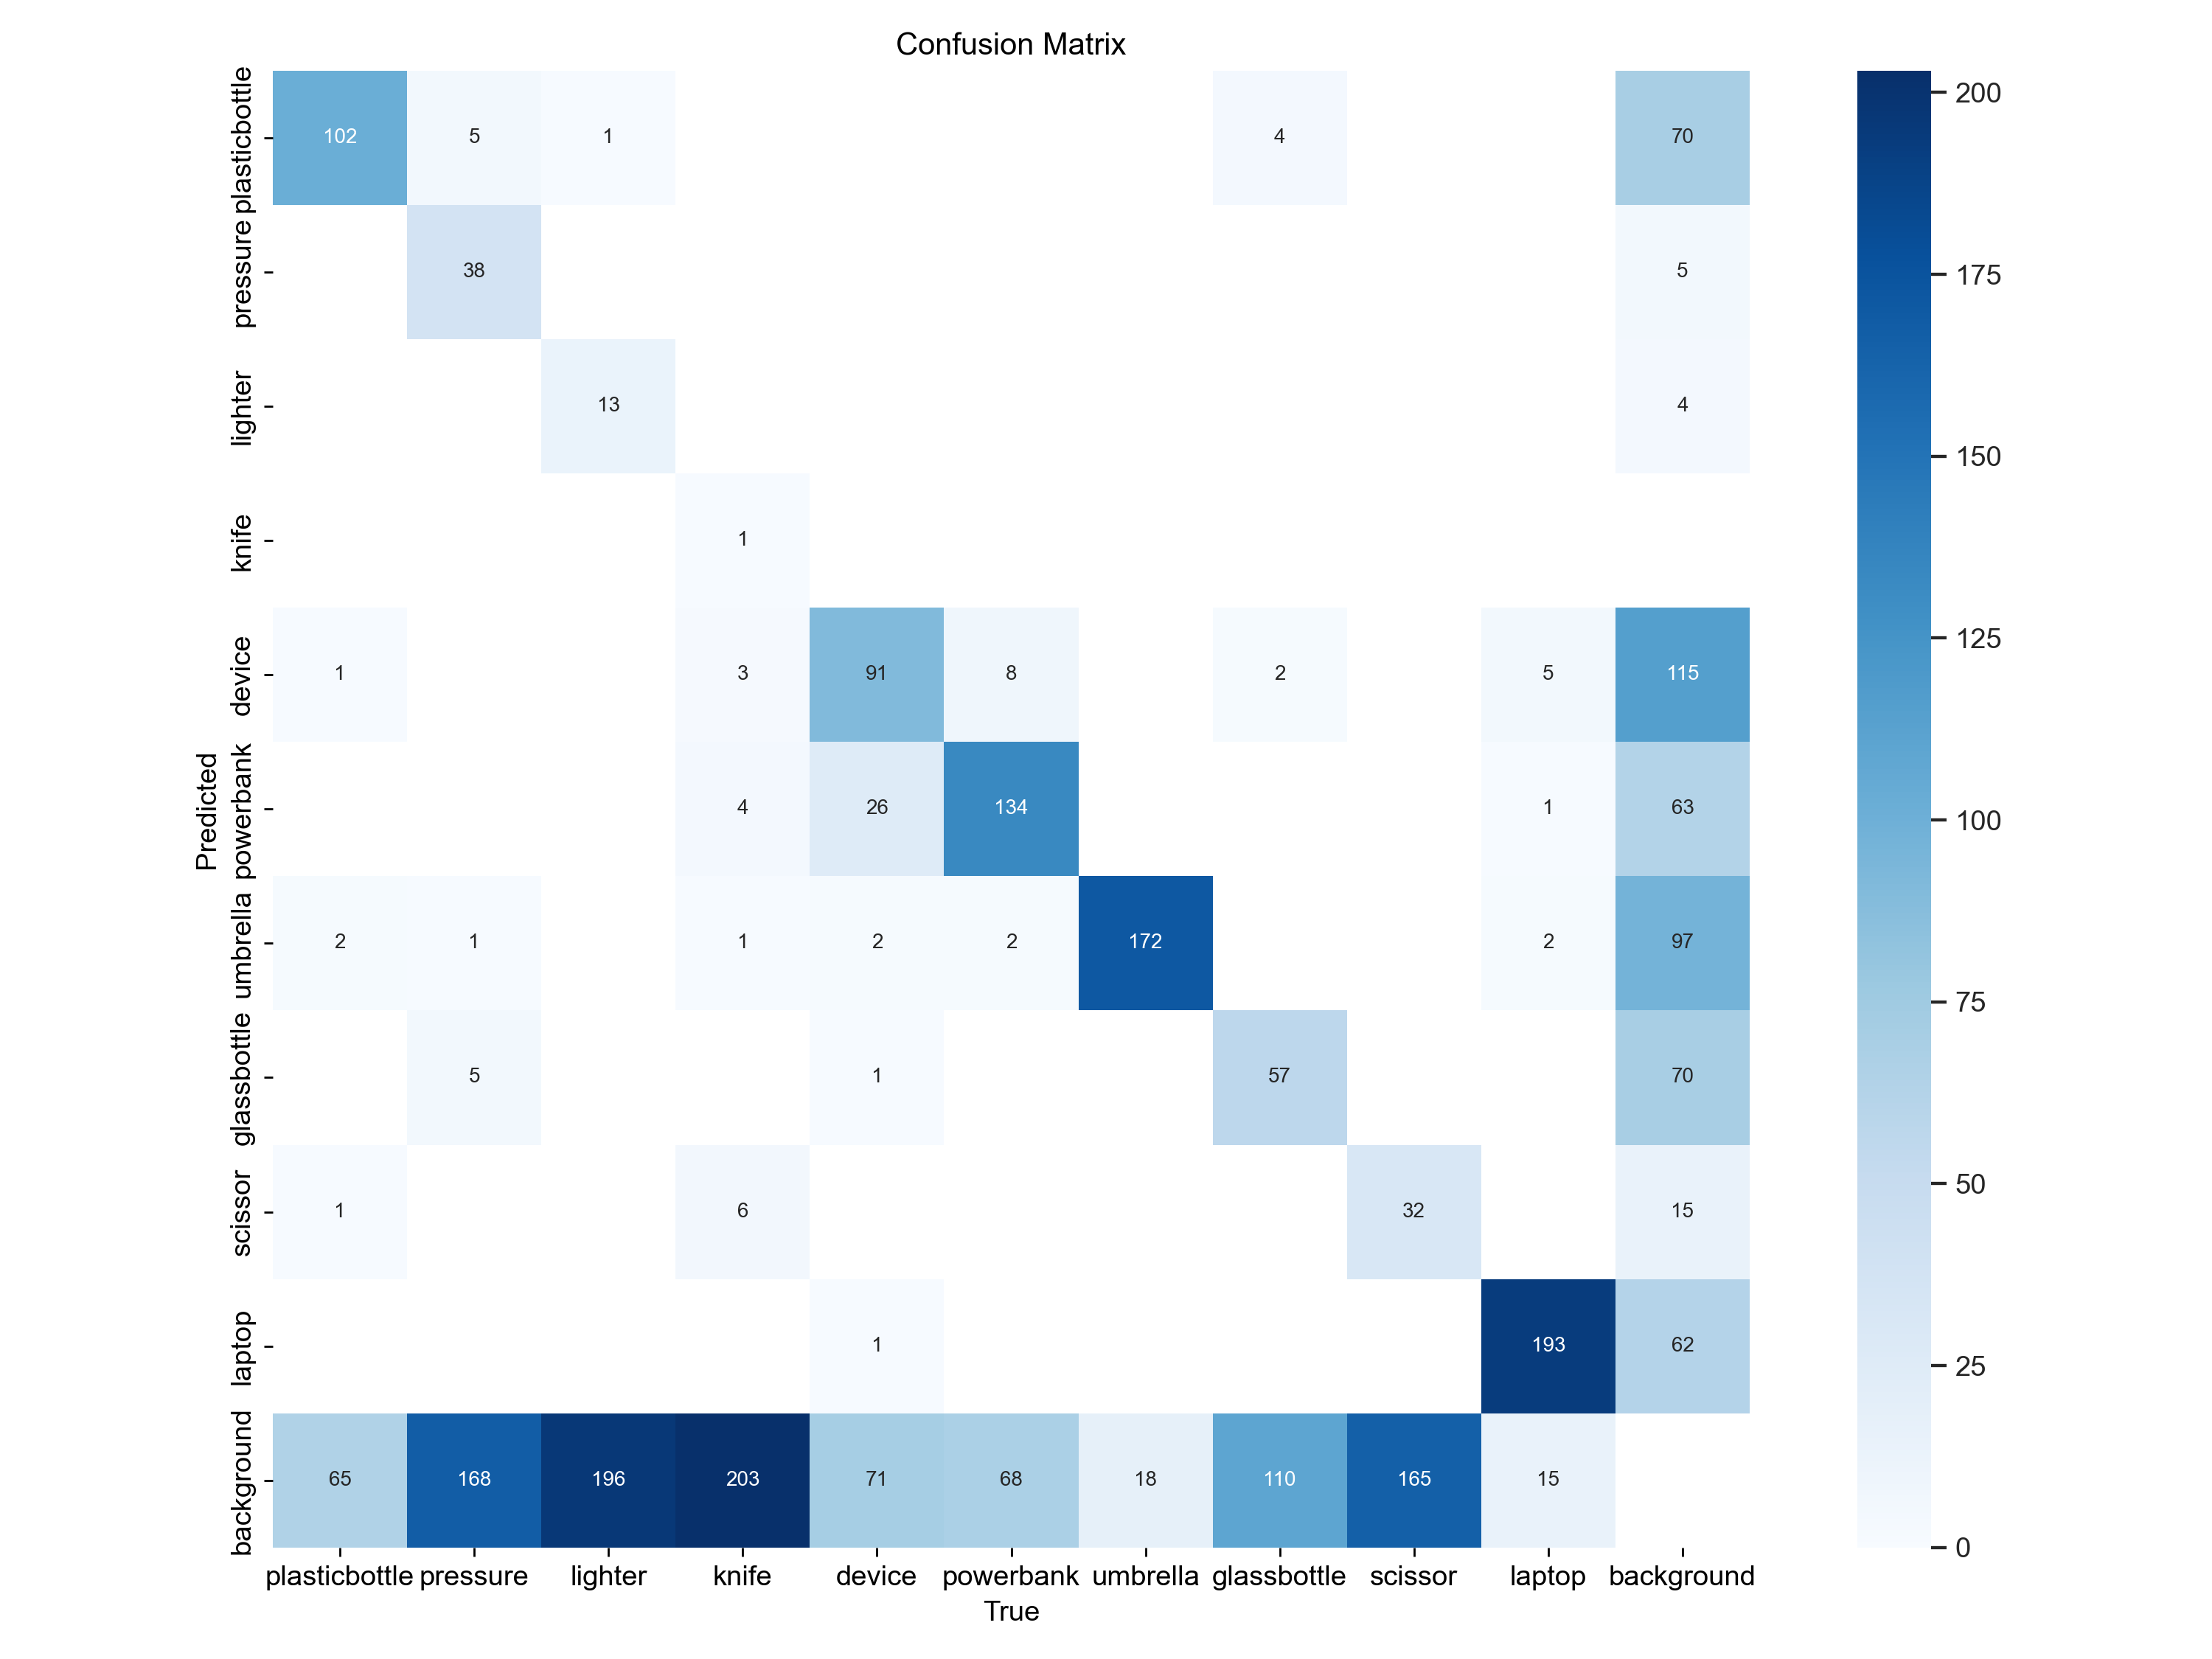 Confusion Matrix
plasticbottle 102 5 1 4 70
pressure 38 5
lighter 13 4
knife 1
device 1 3 91 8 2 5 115
powerbank 4 26 134 1 63
umbrella 2 1 1 2 2 172 2 97
glassbottle 5 1 57 70
scissor 1 6 32 15
laptop 1 193 62
background 65 168 196 203 71 68 18 110 165 15
plasticbottle pressure lighter knife device powerbank umbrella glassbottle scissor laptop background
True
Predicted
200
175
150
125
100
75
50
25
0